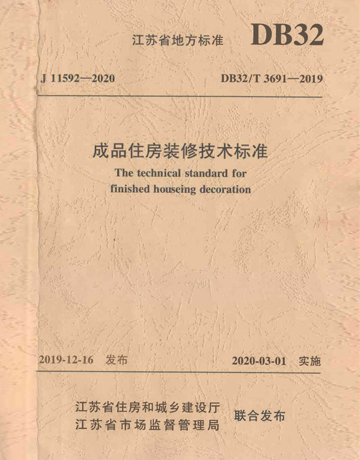 江苏省地方标准 DB32
J 11592—2020 DB32/T 3691—2019
成品住房装修技术标准
The technical standard for
finished houseing decoration
2019-12-16 发布 2020-03-01 实施
江苏省住房和城乡建设厅
江苏省市场监督管理局 联合发布